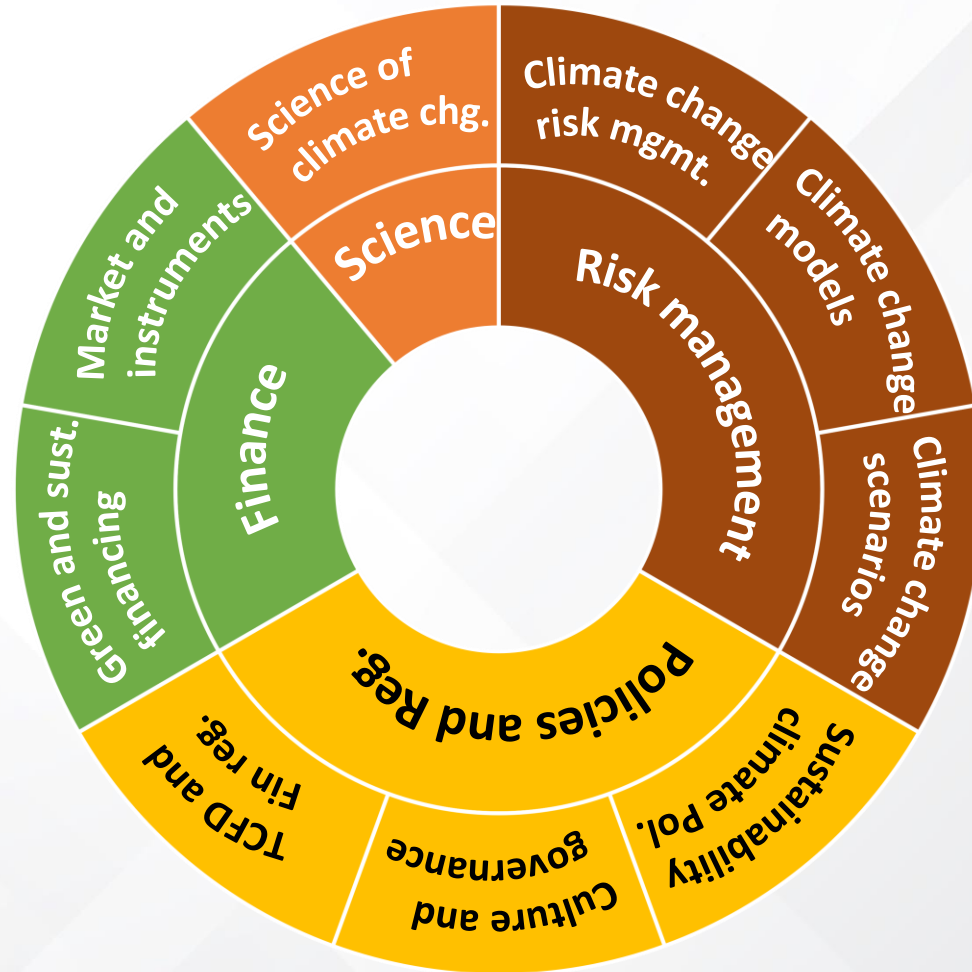 Science of
climate chg.
Climate change
risk mgmt.
Climate change
models
Climate change
scenarios
Sustainability
climate Pol.
Culture and
governance
TCFD and
Fin reg.
Green and sust.
financing
Market and
instruments
Science
Risk management
Policies and Reg.
Finance